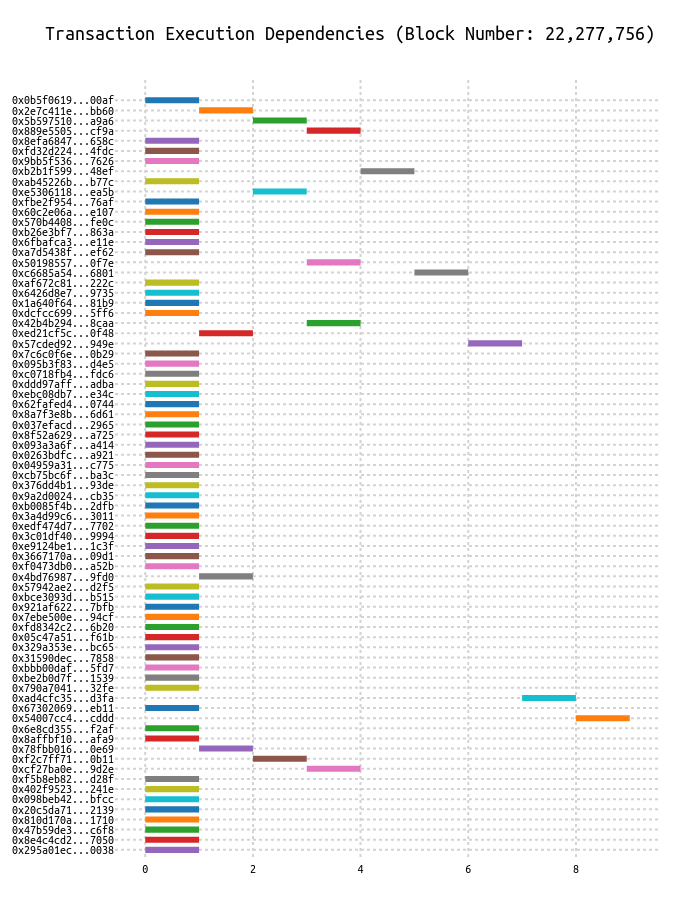 Transaction Execution Dependencies (Block Number: 22,277,756)
0x0b5f0619...00af
0x2e7c411e...bb60
0x5b597510...a9a6
0x889e5505...cf9a
0x8efa6847...658c
0xfd32d224...4fdc
0x9bb5f536...7626
0xb2b1f599...48ef
0xab45226b...b77c
0xe5306118...ea5b
0xfbe2f954...76af
0x60c2e06a...e107
0x570b4408...fe0c
0xb26e3bf7...863a
0x6fbafca3...e11e
0xa7d5438f...ef62
0x50198557...0f7e
0xc6685a54...6801
0xaf672c81...222c
0x6426d8e7...9735
0x1a640f64...81b9
0xdcfcc699...5ff6
0x42b4b294...8caa
0xed21cf5c...0f48
0x57cded92...949e
0x7c6c0f6e...0b29
0x095b3f83...d4e5
0xc0718fb4...fdc6
0xddd97aff...adba
0xebc08db7...e34c
0x62fafed4...0744
0x8a7f3e8b...6d61
0x037efacd...2965
0x8f52a629...a725
0x093a3a6f...a414
0x0263bdfc...a921
0x04959a31...c775
0xcb75bc6f...ba3c
0x376dd4b1...93de
0x9a2d0024...cb35
0xb0085f4b...2dfb
0x3a4d99c6...3011
0xedf474d7...7702
0x3c01df40...9994
0xe9124be1...1c3f
0x3667170a...09d1
0xf0473db0...a52b
0x4bd76987...9fd0
0x57942ae2...d2f5
0xbce3093d...b515
0x921af622...7bfb
0x7ebe500e...94cf
0xfd8342c2...6b20
0x05c47a51...f61b
0x329a353e...bc65
0x31590dec...7858
0xbbb00daf...5fd7
0xbe2b0d7f...1539
0x790a7041...32fe
0xad4cfc35...d3fa
0x67302069...eb11
0x54007cc4...cddd
0x6e8cd355...f2af
0x8affbf10...afa9
0x78fbb016...0e69
0xf2c7ff71...0b11
0xcf27ba0e...9d2e
0xf5b8eb82...d28f
0x402f9523...241e
0x098beb42...bfcc
0x20c5da71...2139
0x810d170a...1710
0x47b59de3...c6f8
0x8e4c4cd2...7050
0x295a01ec...0038
0 2 4 6 8